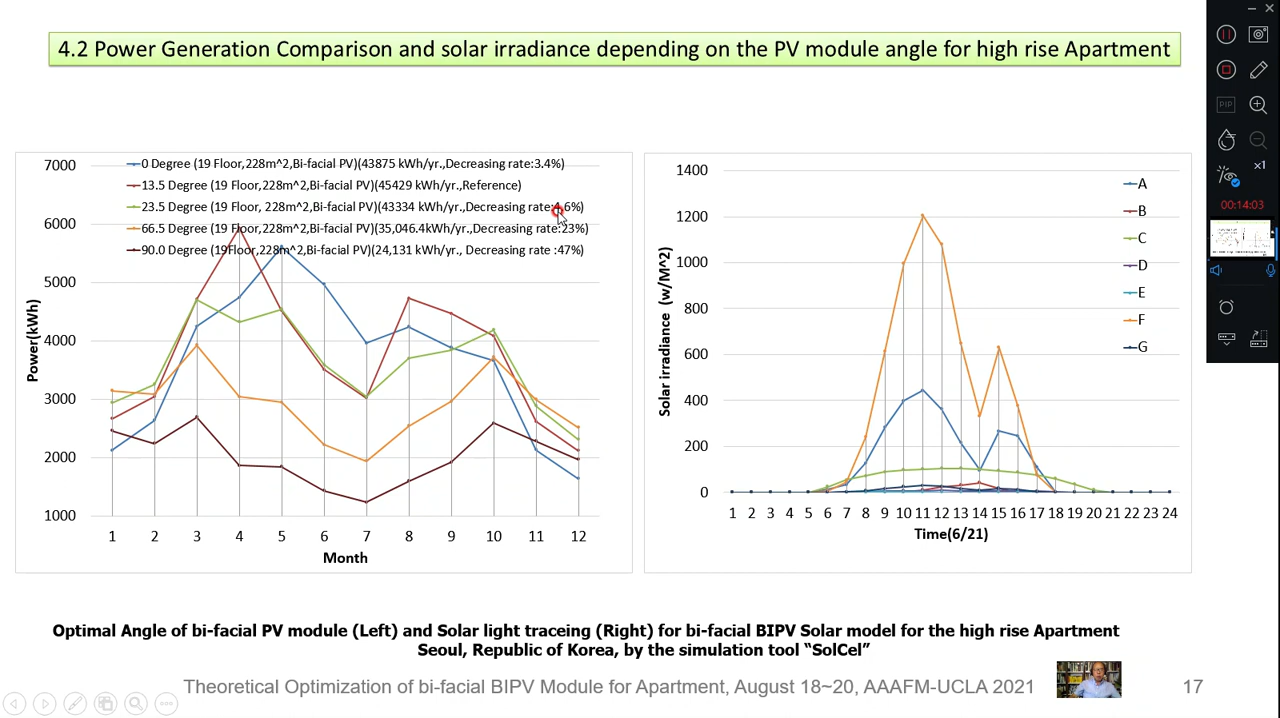 4.2 Power Generation Comparison and solar irradiance depending on the PV module angle for high rise Apartment
7000
6000
5000
4000
3000
2000
1000
Power(kWh)
0 Degree (19 Floor,228m^2,Bi-facial PV)(43875 kWh/yr.,Decreasing rate:3.4%)
13.5 Degree (19 Floor,228m^2,Bi-facial PV)(45429 kWh/yr.,Reference)
23.5 Degree (19 Floor, 228m^2,Bi-facial PV)(43334 kWh/yr.,Decreasing rate:4.6%)
66.5 Degree (19 Floor,228m^2,Bi-facial PV)(35,046.4kWh/yr.,Decreasing rate:23%)
90.0 Degree (19Floor,228m^2,Bi-facial PV)(24,131 kWh/yr., Decreasing rate :47%)
1 2 3 4 5 6 7 8 9 10 11 12
Month
1400
1200
1000
800
600
400
200
0
Solar irradiance (w/M^2)
A
B
C
D
E
F
G
1 2 3 4 5 6 7 8 9 10 11 12 13 14 15 16 17 18 19 20 21 22 23 24
Time(6/21)
Optimal Angle of bi-facial PV module (Left) and Solar light traceing (Right) for bi-facial BIPV Solar model for the high rise Apartment
Seoul, Republic of Korea, by the simulation tool “SolCel”
Theoretical Optimization of bi-facial BIPV Module for Apartment, August 18~20, AAAFM-UCLA 2021
17
PIP
x1
00:14:03